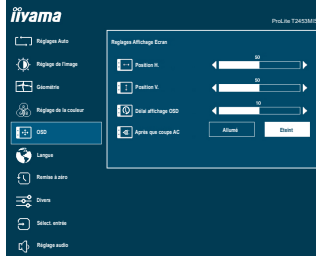 iiyama
ProLite T2453MIS
Réglages Auto
Reglages Affichage Ecran
Réglage de l'image
Position H.
50
Géométrie
Position V.
50
Réglage de la couleur
Délai affichage OSD
10
OSD
Après que coupe AC
Allumé
Eteint
Langue
Remise à zéro
Divers
Sélect. entrée
Réglage audio